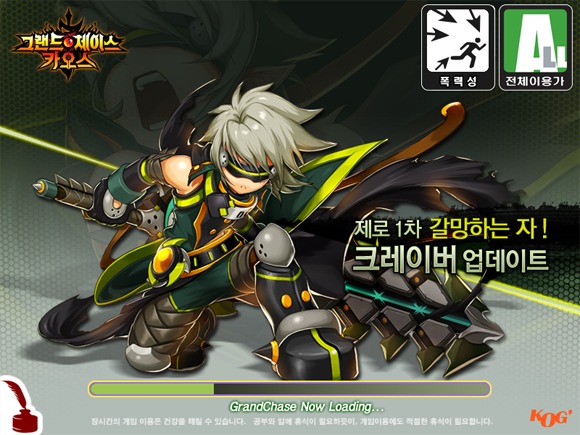 그랜드체이스
카오스
폭력성
ALL
전체이용가
제로 1차 갈망하는 자!
크레이버 업데이트
GrandChase Now Loading...
장시간의 게임 이용은 건강을 해칠 수 있습니다. 공부와 일에 휴식이 필요하듯이, 게임이용에도 적절한 휴식이 필요합니다.
KOG